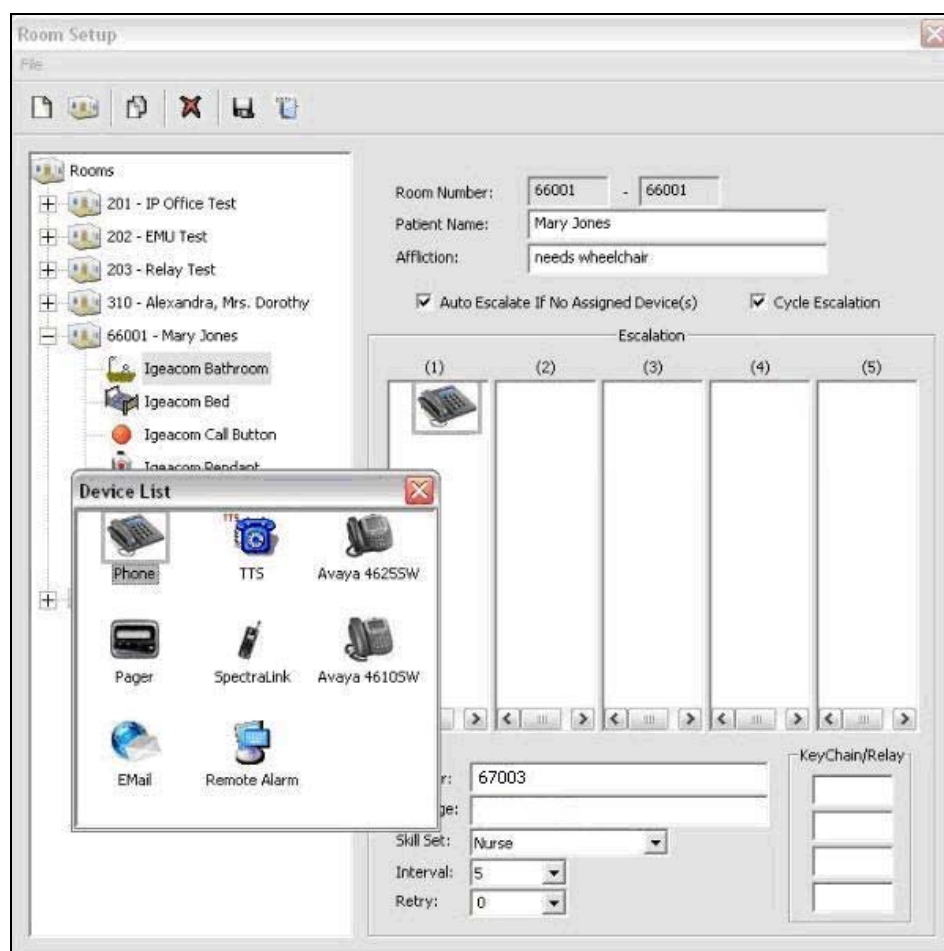 Room Setup
File
Rooms
201 - IP Office Test
202 - EMU Test
203 - Relay Test
310 - Alexandra, Mrs. Dorothy
66001 - Mary Jones
Igeacom Bathroom
Igeacom Bed
Igeacom Call Button
Igeacom Pendant
Room Number: 66001 - 66001
Patient Name: Mary Jones
Affliction: needs wheelchair
Auto Escalate If No Assigned Device(s) Cycle Escalation
Escalation
(1) (2) (3) (4) (5)
Device List
TTS
Phone TTS Avaya 4625SW
Pager SpectraLink Avaya 4610SW
EMail Remote Alarm
r: 67003
ge:
Skill Set: Nurse
Interval: 5
Retry: 0
KeyChain/Relay